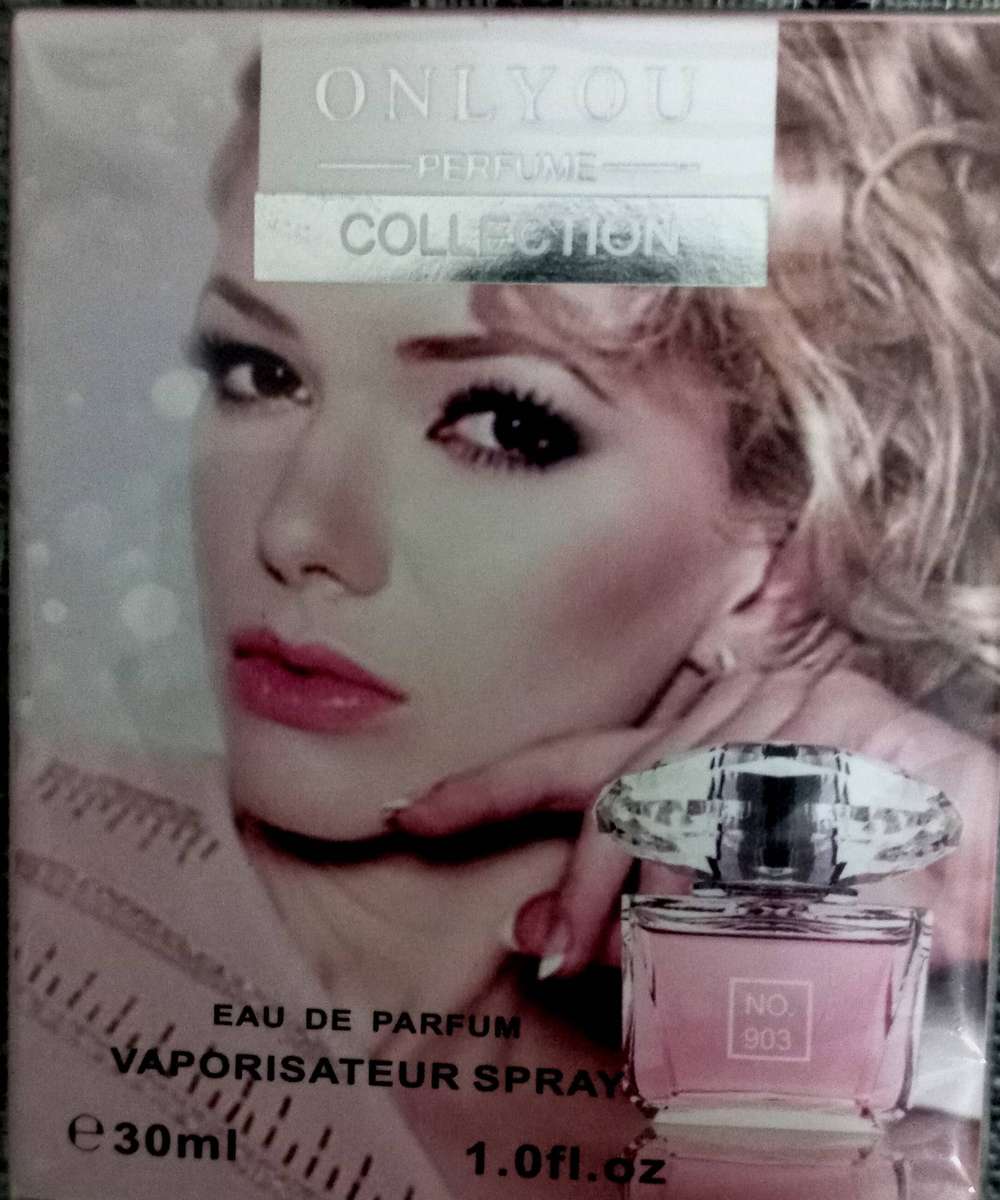 ONLYOU
PERFUME
COLLECTION
NO.
903
EAU DE PARFUM
VAPORISATEUR SPRAY
℮30ml 1.0fl.oz